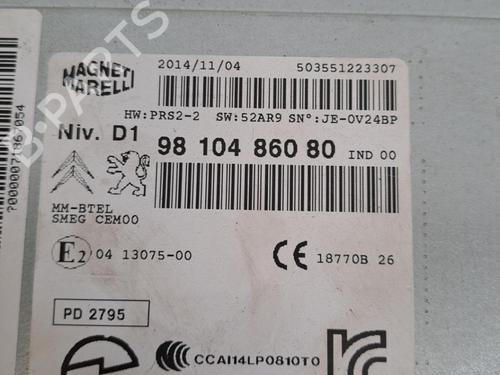 MAGNETI
MARELLI
2014/11/04
503551223307
HW:PRS2-2 SW:52AR9 SN°:JE-0V24BP
Niv. D1
98 104 860 80 IND 00
MM-BTEL
SMEG CEM00
E2 04 13075-00
CE 18770B 26
PD 2795
CCAI14LP0810T0
B-PARTS